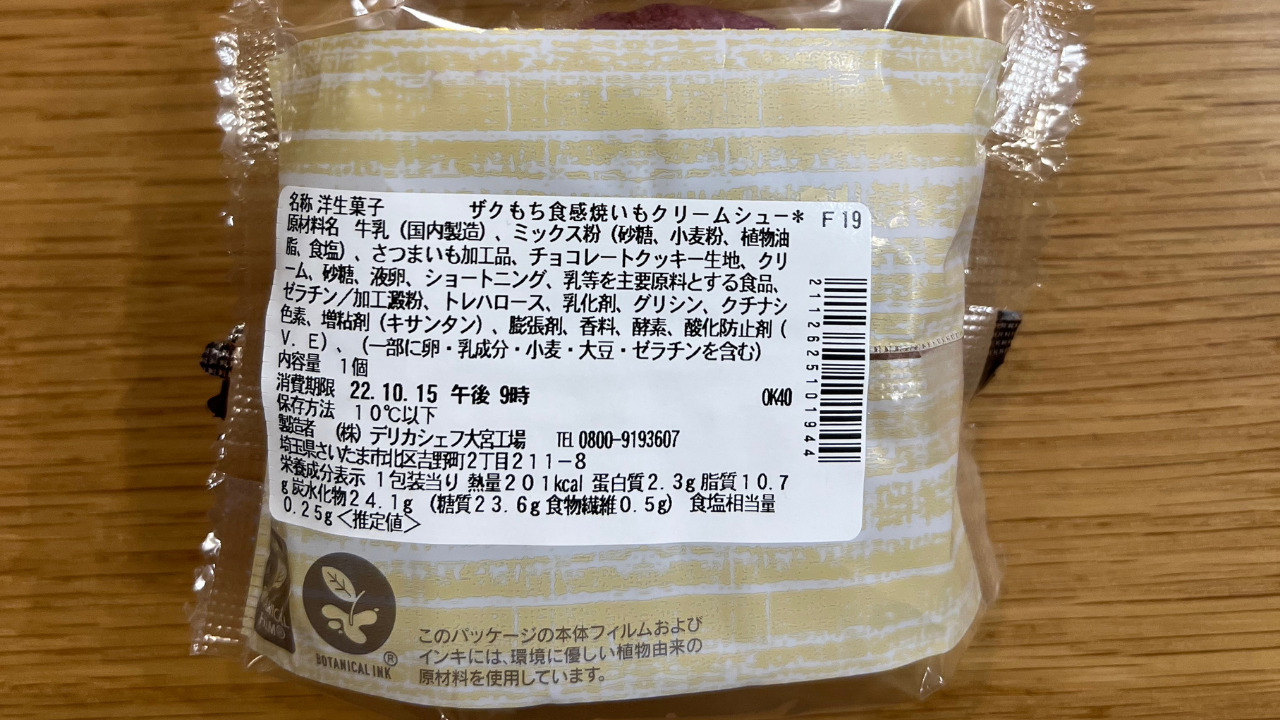 名称 洋生菓子 ザクもち食感焼いもクリームシュー* F19
原材料名 牛乳（国内製造）、ミックス粉（砂糖、小麦粉、植物油
脂、食塩）、さつまいも加工品、チョコレートクッキー生地、クリ
ーム、砂糖、液卵、ショートニング、乳等を主要原料とする食品、
ゼラチン／加工澱粉、トレハロース、乳化剤、グリシン、クチナシ
色素、増粘剤（キサンタン）、膨張剤、香料、酵素、酸化防止剤（
V．E）、（一部に卵・乳成分・小麦・大豆・ゼラチンを含む）
内容量 1個
消費期限 22.10.15 午後 9時 OK40
保存方法 10℃以下
製造者 （株）デリカシェフ大宮工場 TEL 0800-9193607
埼玉県さいたま市北区吉野町2丁目211-8
栄養成分表示 1包装当り 熱量201kcal 蛋白質2.3g 脂質10.7
g 炭水化物24.1g （糖質23.6g 食物繊維0.5g） 食塩相当量
0.25g＜推定値＞
2112625101944
BOTANICAL INK®
このパッケージの本体フィルムおよび
インキには、環境に優しい植物由来の
原材料を使用しています。